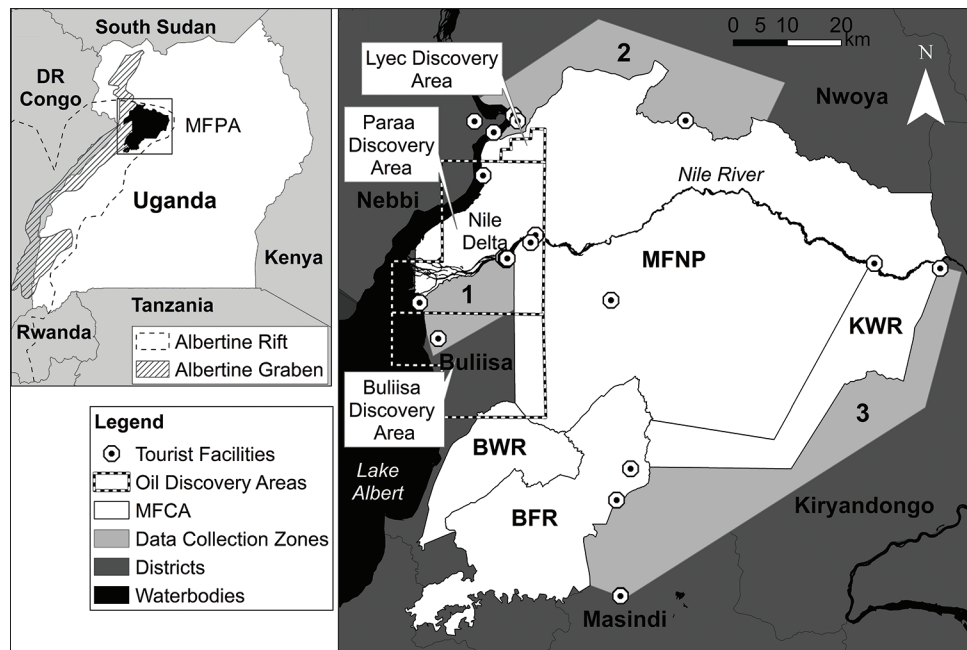 South Sudan
DR
Congo
MFPA
Uganda
Kenya
Tanzania
Rwanda
Albertine Rift
Albertine Graben
Legend
Tourist Facilities
Oil Discovery Areas
MFCA
Data Collection Zones
Districts
Waterbodies
0 5 10 20
km
N
2
Lyec Discovery
Area
Nwoya
Paraa
Discovery
Area
Nebbi
Nile River
Nile
Delta
MFNP
1
KWR
Buliisa
Buliisa
Discovery
Area
3
BWR
Lake
Albert
BFR
Kiryandongo
Masindi